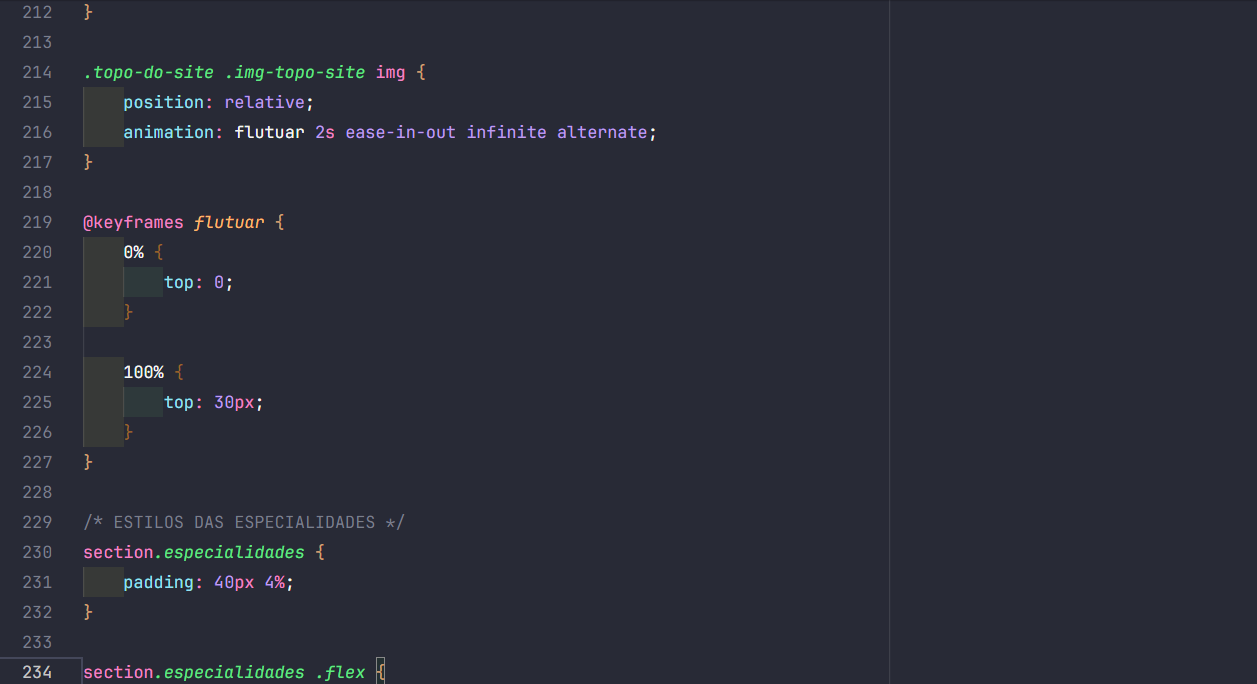 212 }
213
214 .topo-do-site .img-topo-site img {
215     position: relative;
216     animation: flutuar 2s ease-in-out infinite alternate;
217 }
218
219 @keyframes flutuar {
220     0% {
221         top: 0;
222     }
223
224     100% {
225         top: 30px;
226     }
227 }
228
229 /* ESTILOS DAS ESPECIALIDADES */
230 section.especialidades {
231     padding: 40px 4%;
232 }
233
234 section.especialidades .flex {